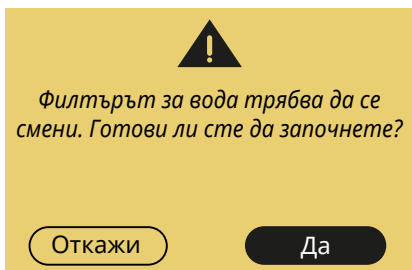 Филтърът за вода трябва да се
смени. Готови ли сте да започнете?
Откажи
Да